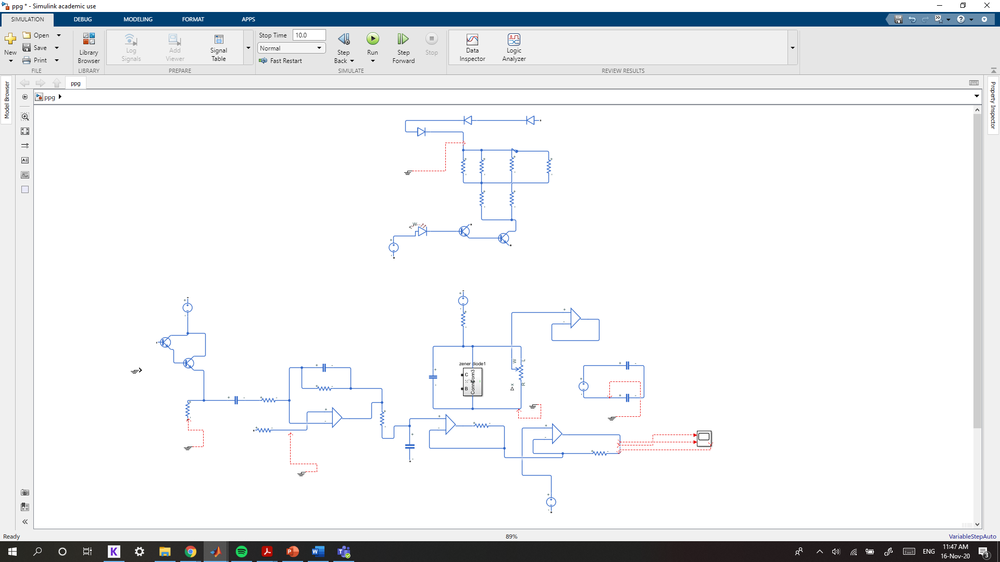 ppg * - Simulink academic use
SIMULATION DEBUG MODELING FORMAT APPS
New
Open
Save
Print
FILE
Library Browser
LIBRARY
Log Signals
Add Viewer
Signal Table
PREPARE
Stop Time 10.0
Normal
Fast Restart
Step Back
Run
Step Forward
Stop
SIMULATE
Data Inspector
Logic Analyzer
REVIEW RESULTS
Model Browser
ppg
ppg
Property Inspector
W
zener diode1
C
B
Conn3
W
L
R
x
Ready
89%
VariableStepAuto
ENG
11:47 AM
16-Nov-20
3